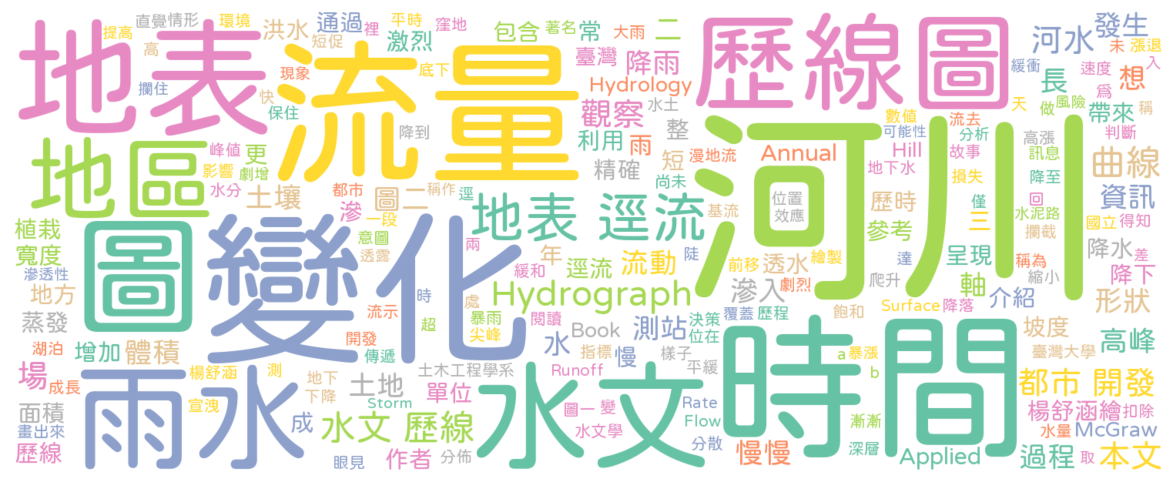 地表
流量
歷線圖
河川
地區
圖
變化
時間
雨水
水文
地表 逕流
Hydrograph
水文 歷線
都市 開發
直覺
情形
提高
高
環境
攔住
現象
快
保住
洪水
短促
通過
平時
裡
窪地
激烈
底下
包含
著名
常
大雨
二
臺灣
降雨
Hydrology
水土
觀察
整
降到
利用
雨
精確
短
漫地流
尚未
河水
發生
未
漲退
緩衝
長
速度
入
想
為
天
做
風險
稱
帶來
判斷
數值
流去
可能性
分析
高漲
Hill
故事
訊息
曲線
Annual
地下水
損失
降至
僅
回
資訊
位置
效應
歷時
三
水泥路
國立
得知
參考
攔截
差
基流
呈現
稱為
降水
達
縮小
降下
前移
繪製
透水
陡
爬升
軸
劇烈
滲入
介紹
形狀
Surface
降落
覆蓋
歷程
飽和
坡度
決策
位在
測站
臺灣大學
高峰
峰值
更
影響
劇增
水分
土壤
都市
圖二
稱作
逕
滲
一段
意圖
透露
植栽
寬度
滲透性
地方
蒸發
湖泊
增加
體積
成長
場
楊舒涵
測
面積
宣洩
畫出來
歷線
地下
下降
成
眼見
作者
分佈
單位
土地
Storm
土木工程學系
傳遞
開發
流示
時
超
處
兩
年
緩和
逕流
流動
暴雨
尖峰
閱讀
Book
水
指標
慢
樣子
平緩
Runoff
圖一
變
水文學
Rate
Flow
分散
慢慢
a
暴漲
b
漸漸
深層
Applied
楊舒涵繪
扣除
水量
McGraw
過程
取
本文